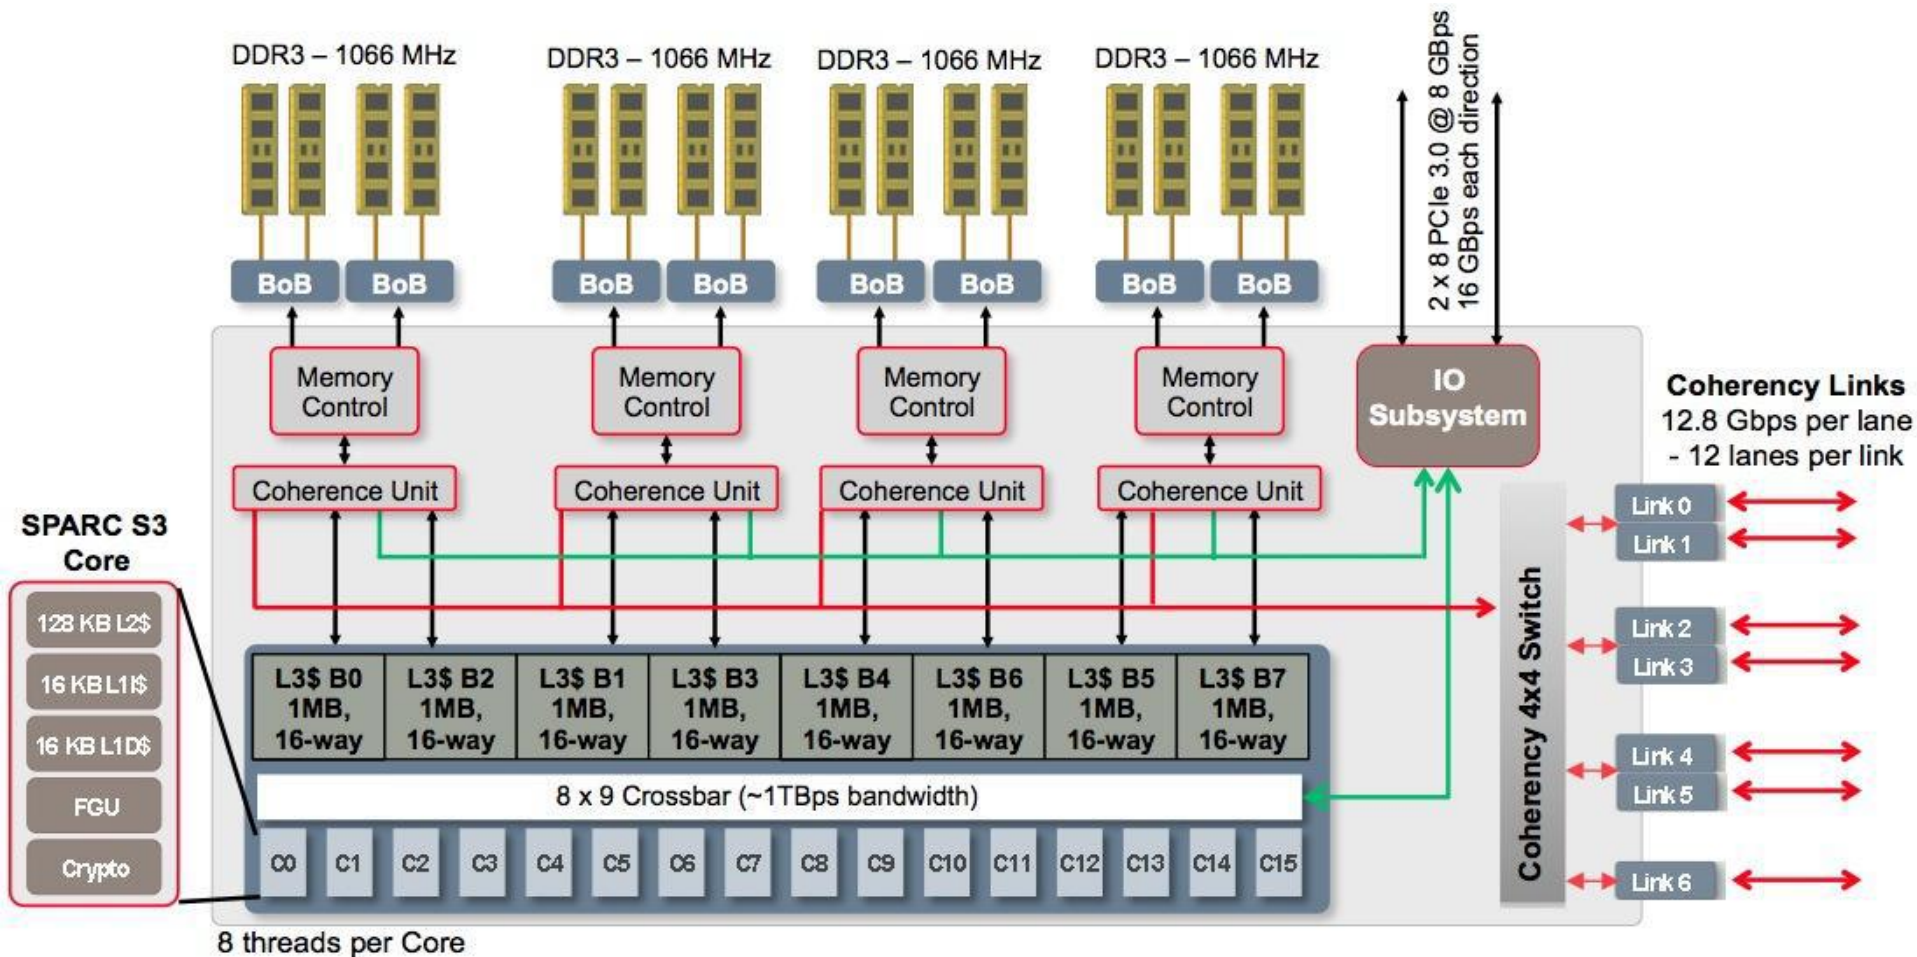 DDR3 – 1066 MHz
DDR3 – 1066 MHz
DDR3 – 1066 MHz
DDR3 – 1066 MHz
2 x 8 PCIe 3.0 @ 8 GBps
16 GBps each direction
BoB
BoB
BoB
BoB
BoB
BoB
BoB
BoB
Memory
Control
Memory
Control
Memory
Control
Memory
Control
IO
Subsystem
Coherency Links
12.8 Gbps per lane
- 12 lanes per link
Coherence Unit
Coherence Unit
Coherence Unit
Coherence Unit
Link 0
Link 1
Link 2
Link 3
Link 4
Link 5
Link 6
Coherency 4x4 Switch
SPARC S3
Core
128 KB L2$
16 KB L1I$
16 KB L1D$
FGU
Crypto
L3$ B0
1MB,
16-way
L3$ B2
1MB,
16-way
L3$ B1
1MB,
16-way
L3$ B3
1MB,
16-way
L3$ B4
1MB,
16-way
L3$ B6
1MB,
16-way
L3$ B5
1MB,
16-way
L3$ B7
1MB,
16-way
8 x 9 Crossbar (~1TBps bandwidth)
C0
C1
C2
C3
C4
C5
C6
C7
C8
C9
C10
C11
C12
C13
C14
C15
8 threads per Core